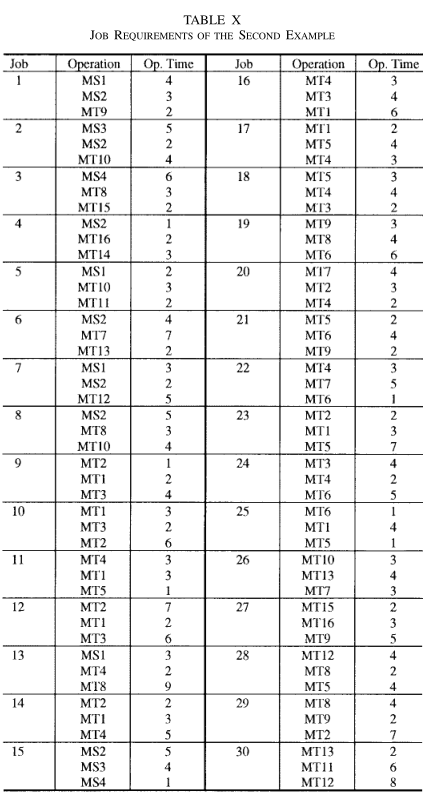 TABLE X
JOB REQUIREMENTS OF THE SECOND EXAMPLE
Job Operation Op. Time Job Operation Op. Time
1 MS1 4 16 MT4 3
MS2 3 MT3 4
MT9 2 MT1 6
2 MS3 5 17 MT1 2
MS2 2 MT5 4
MT10 4 MT4 3
3 MS4 6 18 MT5 3
MT8 3 MT4 4
MT15 2 MT3 2
4 MS2 1 19 MT9 3
MT16 2 MT8 4
MT14 3 MT6 6
5 MS1 2 20 MT7 4
MT10 3 MT2 3
MT11 2 MT4 2
6 MS2 4 21 MT5 2
MT7 7 MT6 4
MT13 2 MT9 2
7 MS1 3 22 MT4 3
MS2 2 MT7 5
MT12 5 MT6 1
8 MS2 5 23 MT2 2
MT8 3 MT1 3
MT10 4 MT5 7
9 MT2 1 24 MT3 4
MT1 2 MT4 2
MT3 4 MT6 5
10 MT1 3 25 MT6 1
MT3 2 MT1 4
MT2 6 MT5 1
11 MT4 3 26 MT10 3
MT1 3 MT13 4
MT5 1 MT7 3
12 MT2 7 27 MT15 2
MT1 2 MT16 3
MT3 6 MT9 5
13 MS1 3 28 MT12 4
MT4 2 MT8 2
MT8 9 MT5 4
14 MT2 2 29 MT8 4
MT1 3 MT9 2
MT4 5 MT2 7
15 MS2 5 30 MT13 2
MS3 4 MT11 6
MS4 1 MT12 8